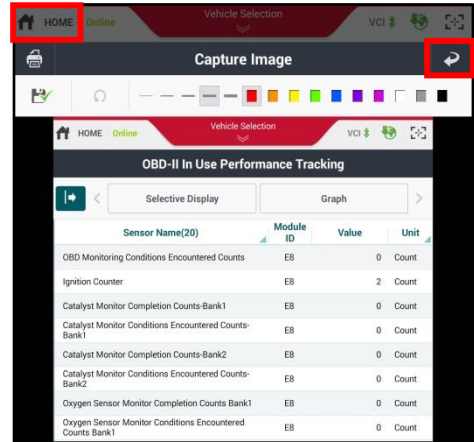 HOME Online Vehicle Selection VCI
Capture Image
HOME Online Vehicle Selection VCI
OBD-II In Use Performance Tracking
Selective Display Graph
Sensor Name(20) Module ID Value Unit
OBD Monitoring Conditions Encountered Counts E8 0 Count
Ignition Counter E8 2 Count
Catalyst Monitor Completion Counts-Bank1 E8 0 Count
Catalyst Monitor Conditions Encountered Counts-
Bank1 E8 0 Count
Catalyst Monitor Completion Counts-Bank2 E8 0 Count
Catalyst Monitor Conditions Encountered Counts-
Bank2 E8 0 Count
Oxygen Sensor Monitor Completion Counts Bank1 E8 0 Count
Oxygen Sensor Monitor Conditions Encountered
Counts Bank1 E8 0 Count